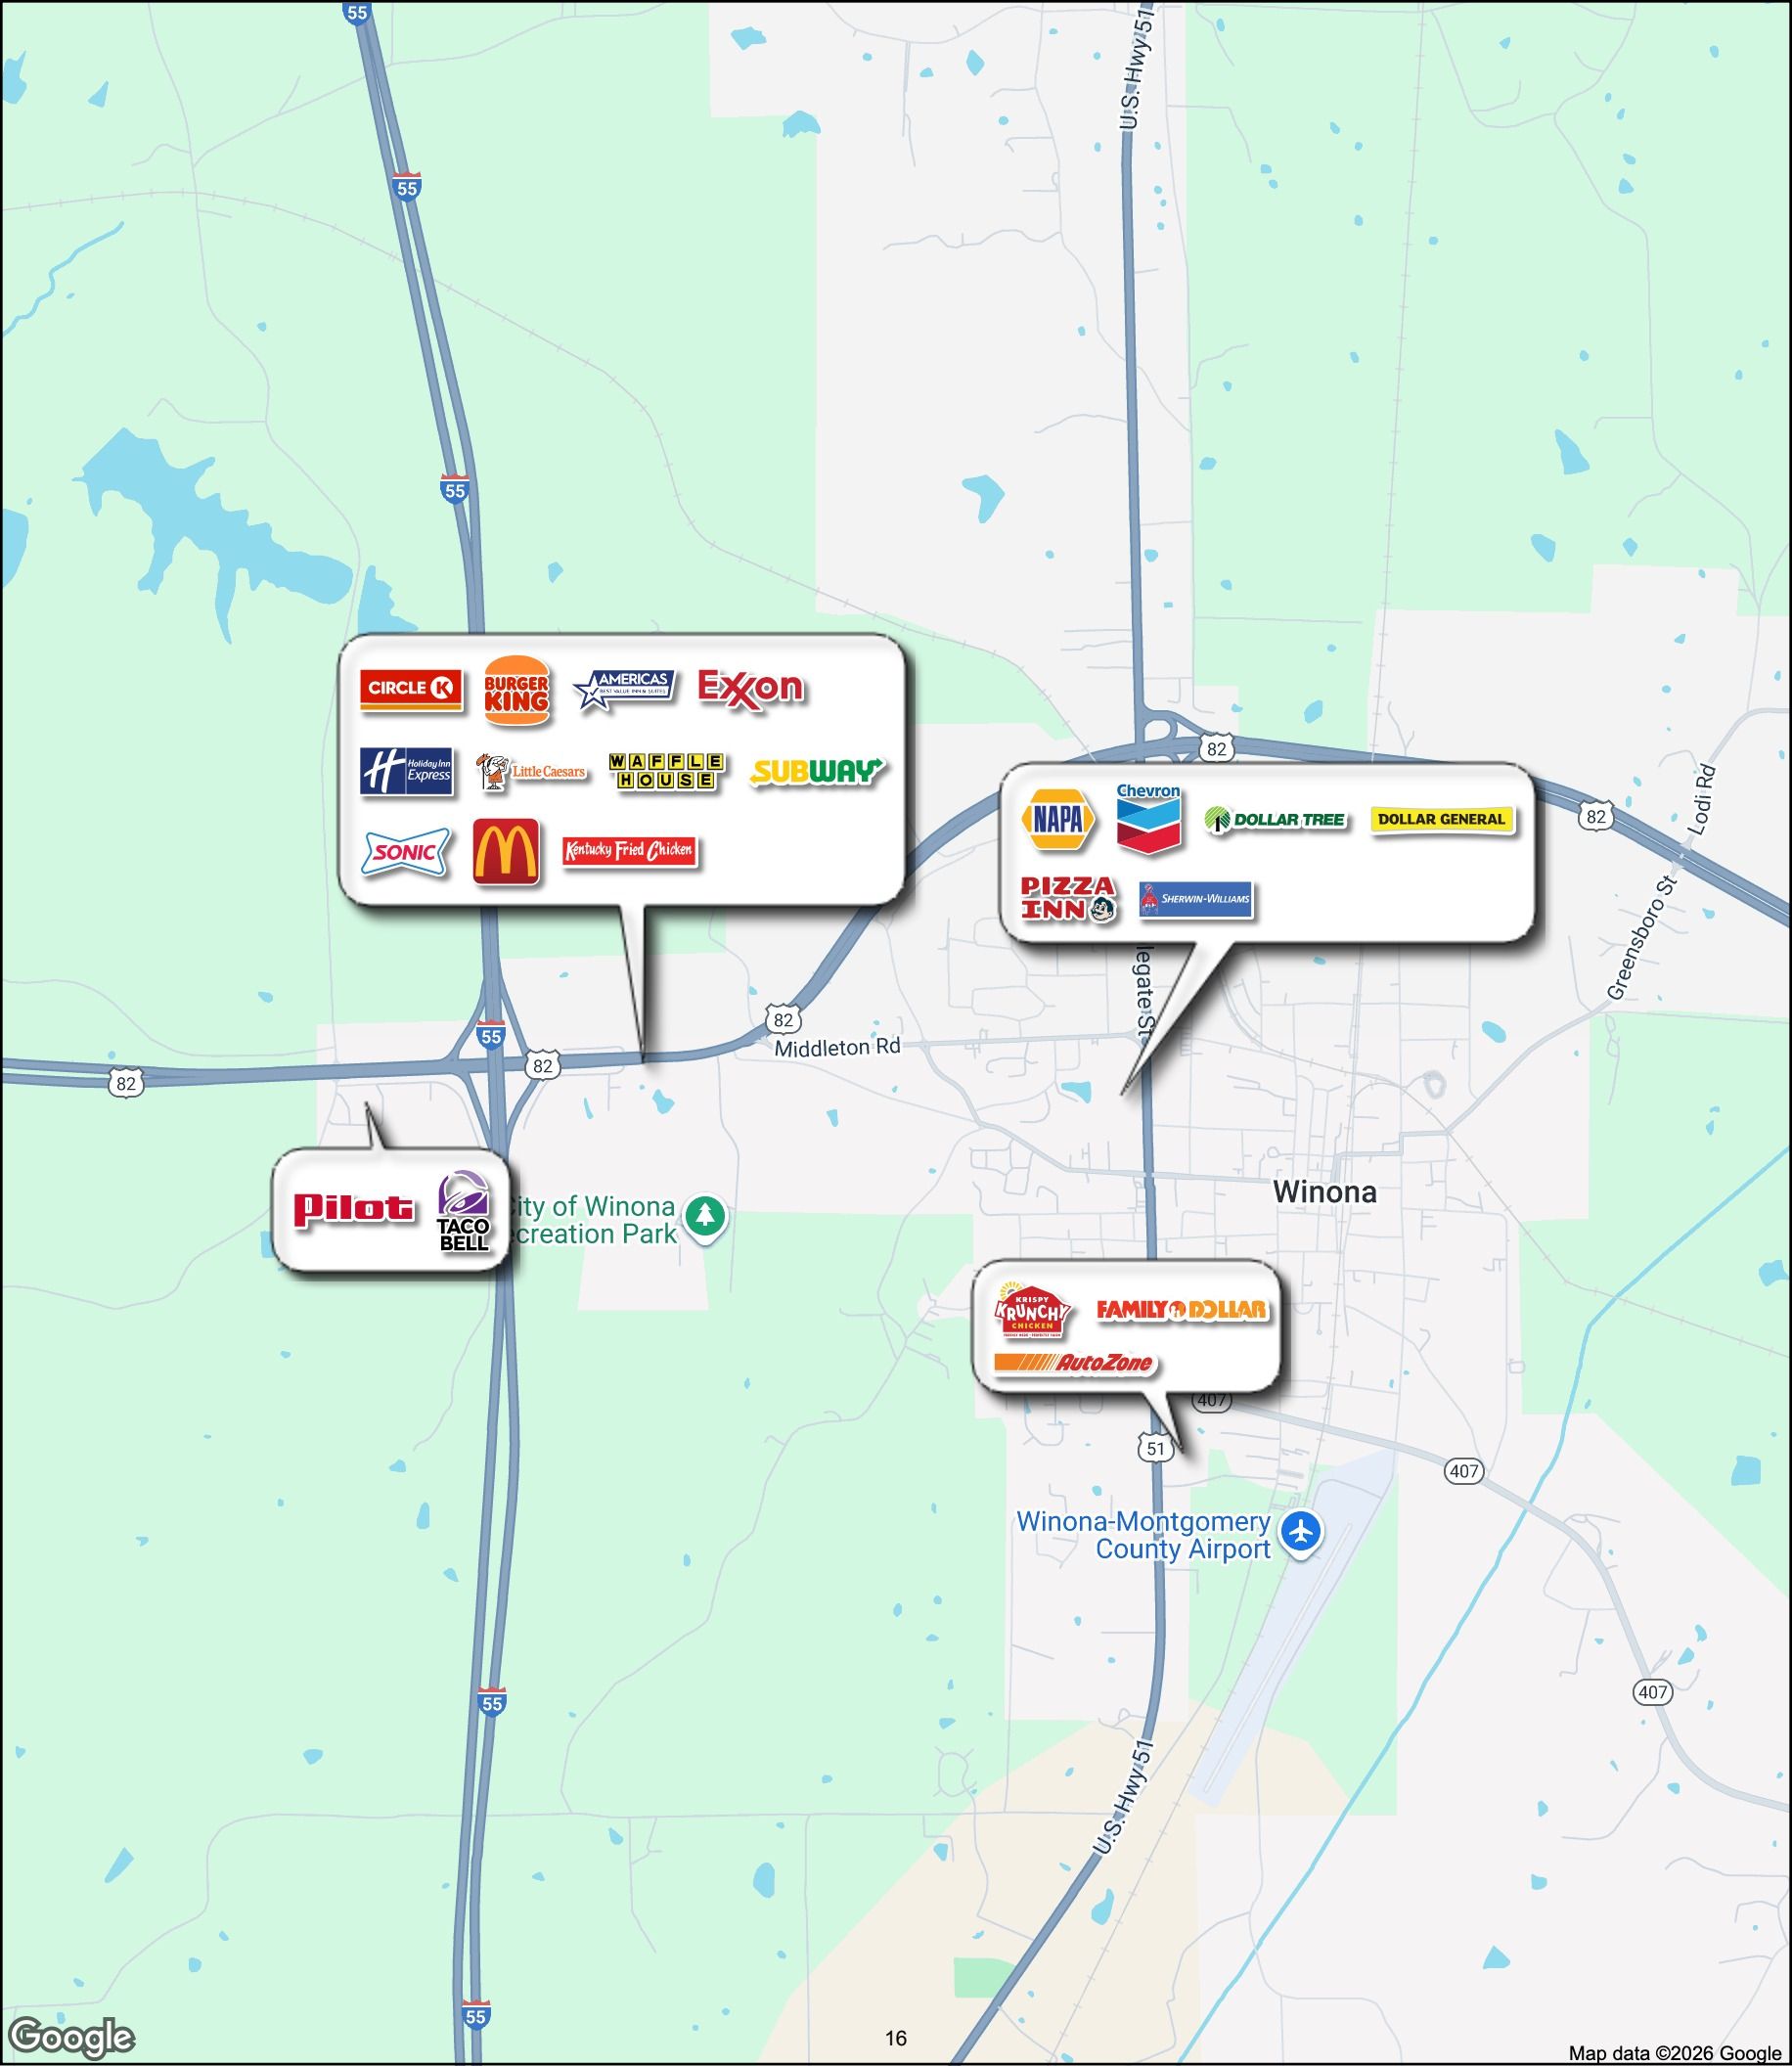 55
U.S. Hwy 51
55
55
CIRCLE K
BURGER
KING
AMERICAS
BEST VALUE INN & SUITES
Exxon
Holiday Inn
Express
Little Caesars
WAFFLE
HOUSE
SUBWAY
SONIC
Kentucky Fried Chicken
82
82
Lodi Rd
Greensboro St
NAPA
Chevron
DOLLAR TREE
DOLLAR GENERAL
PIZZA
INN
SHERWIN-WILLIAMS
legate St
82
Middleton Rd
55
82
82
Pilot
TACO
BELL
City of Winona
creation Park
Winona
KRISPY
KRUNCHY
CHICKEN
FAMILY DOLLAR
AutoZone
407
51
407
Winona-Montgomery
County Airport
407
55
U.S. Hwy 51
55
Google
16
Map data ©2026 Google